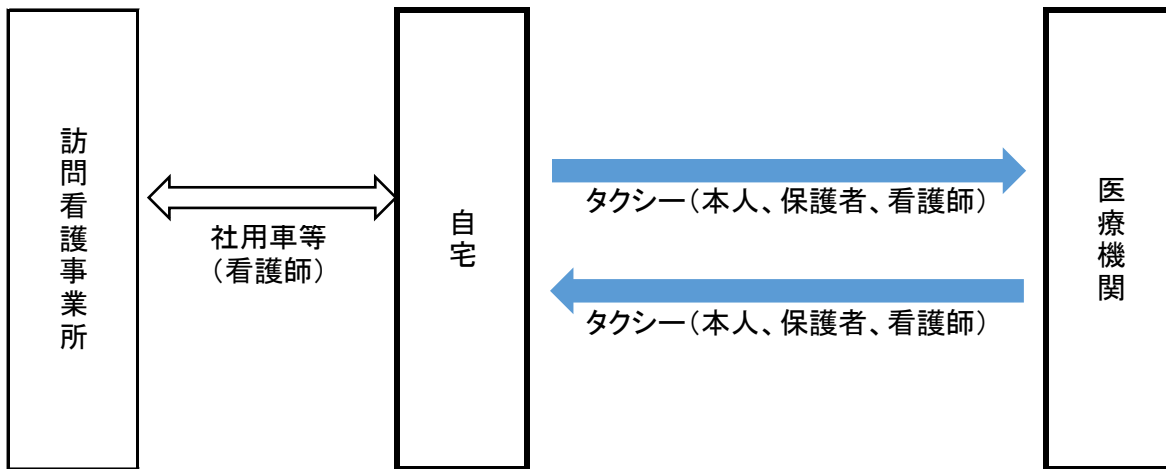 訪問看護事業所
社用車等
（看護師）
自宅
タクシー（本人、保護者、看護師）
タクシー（本人、保護者、看護師）
医療機関